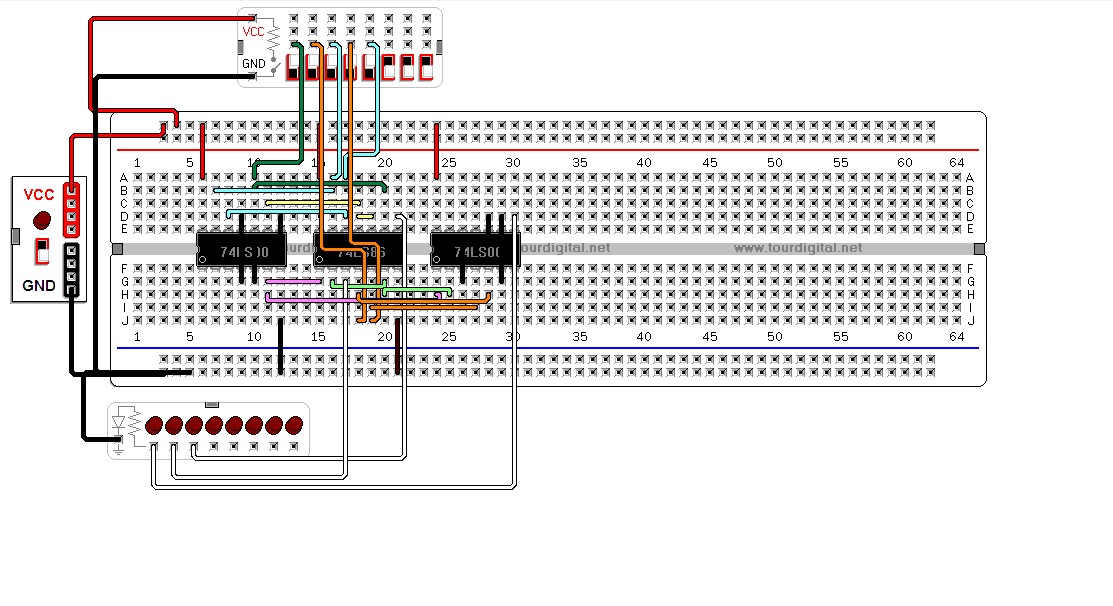 VCC
GND
1 5 10 15 20 25 30 35 40 45 50 55 60 64
A A
B B
C C
D D
E E
VCC
74LS00 74LS86 74LS00
tourdigital.net www.tourdigital.net
F F
G G
GND
H H
I I
J J
1 5 10 15 20 25 30 35 40 45 50 55 60 64